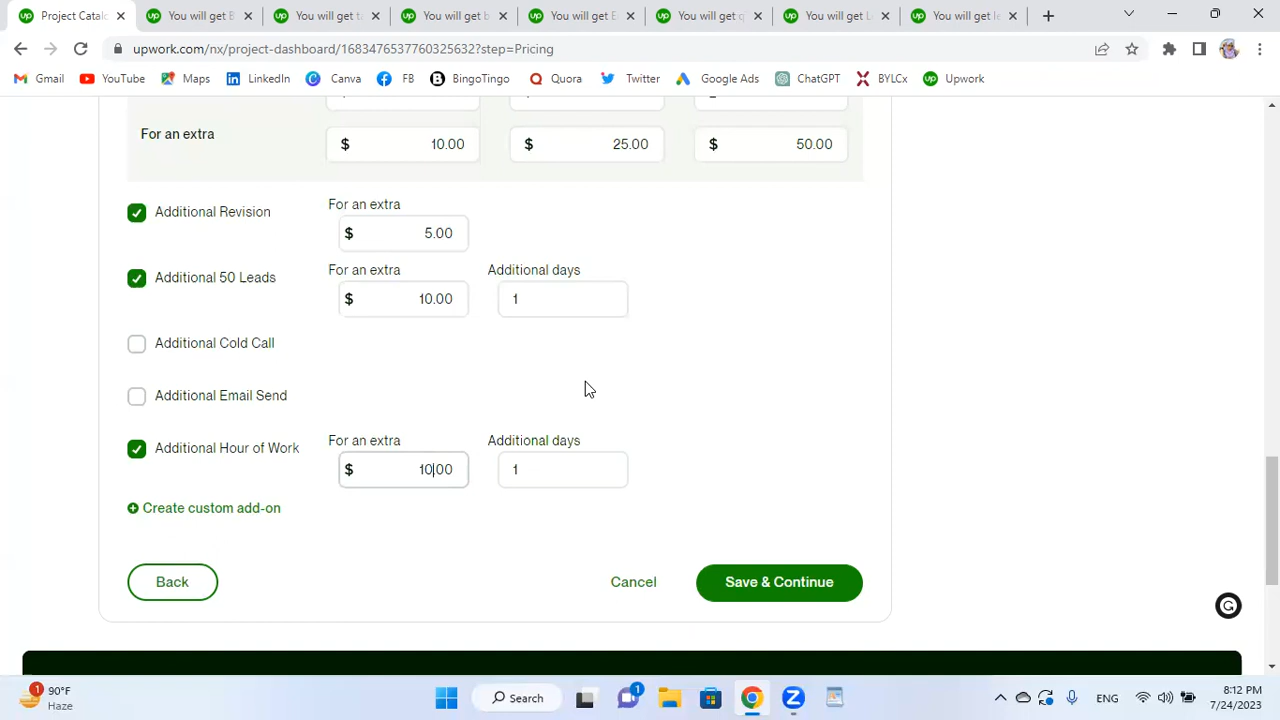 Project Catalo
You will get B
You will get ti
You will get b
You will get E
You will get q
You will get L
You will get le
upwork.com/nx/project-dashboard/1683476537760325632?step=Pricing
Gmail
YouTube
Maps
LinkedIn
Canva
FB
BingoTingo
Quora
Twitter
Google Ads
ChatGPT
BYLCx
Upwork
For an extra
$ 10.00
$ 25.00
$ 50.00
Additional Revision
For an extra
$ 5.00
Additional 50 Leads
For an extra
$ 10.00
Additional days
1
Additional Cold Call
Additional Email Send
Additional Hour of Work
For an extra
$ 10.00
Additional days
1
Create custom add-on
Back
Cancel
Save & Continue
90°F
Haze
Search
ENG
8:12 PM
7/24/2023